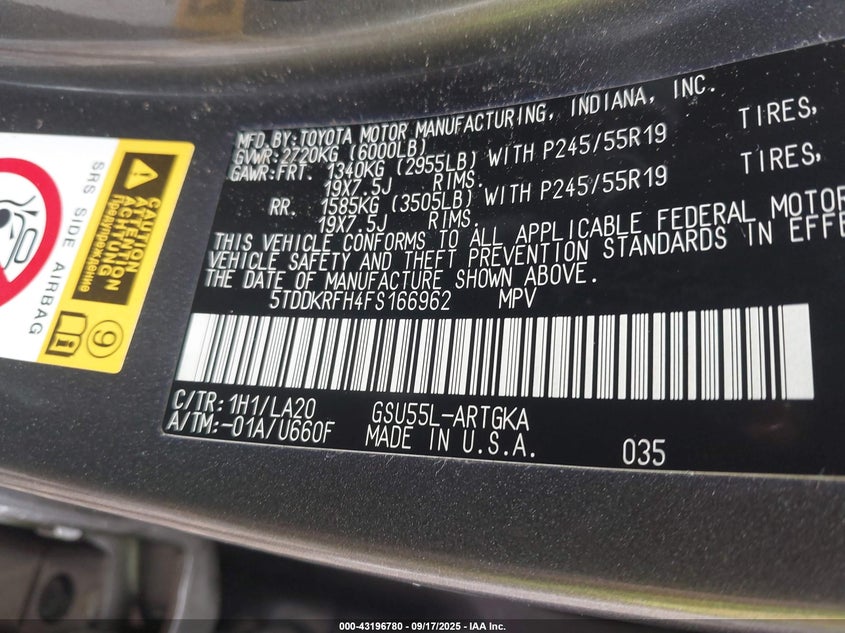 MFD.BY:TOYOTA MOTOR MANUFACTURING, INDIANA, INC.
GVWR:2720KG (6000LB)
GAWR:FRT. 1340KG (2955LB) WITH P245/55R19 TIRES,
19X7.5J RIMS.
RR. 1585KG (3505LB) WITH P245/55R19 TIRES,
19X7.5J RIMS.
THIS VEHICLE CONFORMS TO ALL APPLICABLE FEDERAL MOTOR
VEHICLE SAFETY AND THEFT PREVENTION STANDARDS IN EFFE
THE DATE OF MANUFACTURE SHOWN ABOVE.
5TDDKRFH4FS166962 MPV
C/TR:1H1/LA20 GSU55L-ARTGKA
A/TM:-01A/U660F MADE IN U.S.A. 035
SRS SIDE AIRBAG
CAUTION
ATTENTION
ACHTUNG
Предупреждение
9
000-43196780 - 09/17/2025 - IAA Inc.